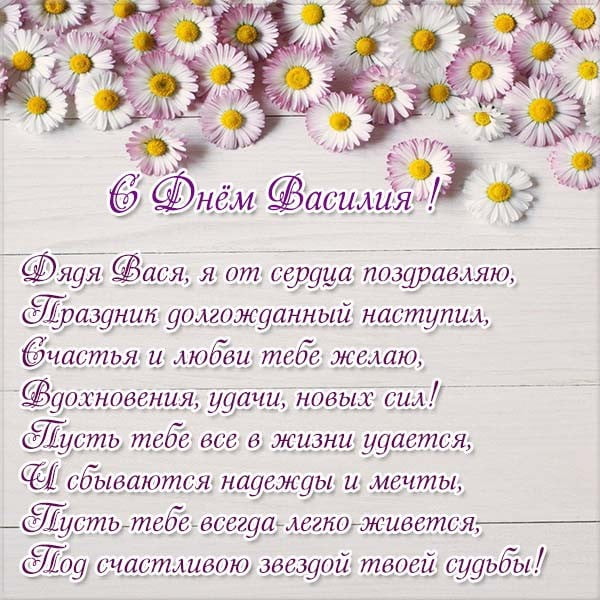 С Днём Василия !
Дядя Вася, я от сердца поздравляю,
Праздник долгожданный наступил,
Счастья и любви тебе желаю,
Вдохновения, удачи, новых сил!
Пусть тебе все в жизни удается,
И сбываются надежды и мечты,
Пусть тебе всегда легко живется,
Под счастливою звездой твоей судьбы!